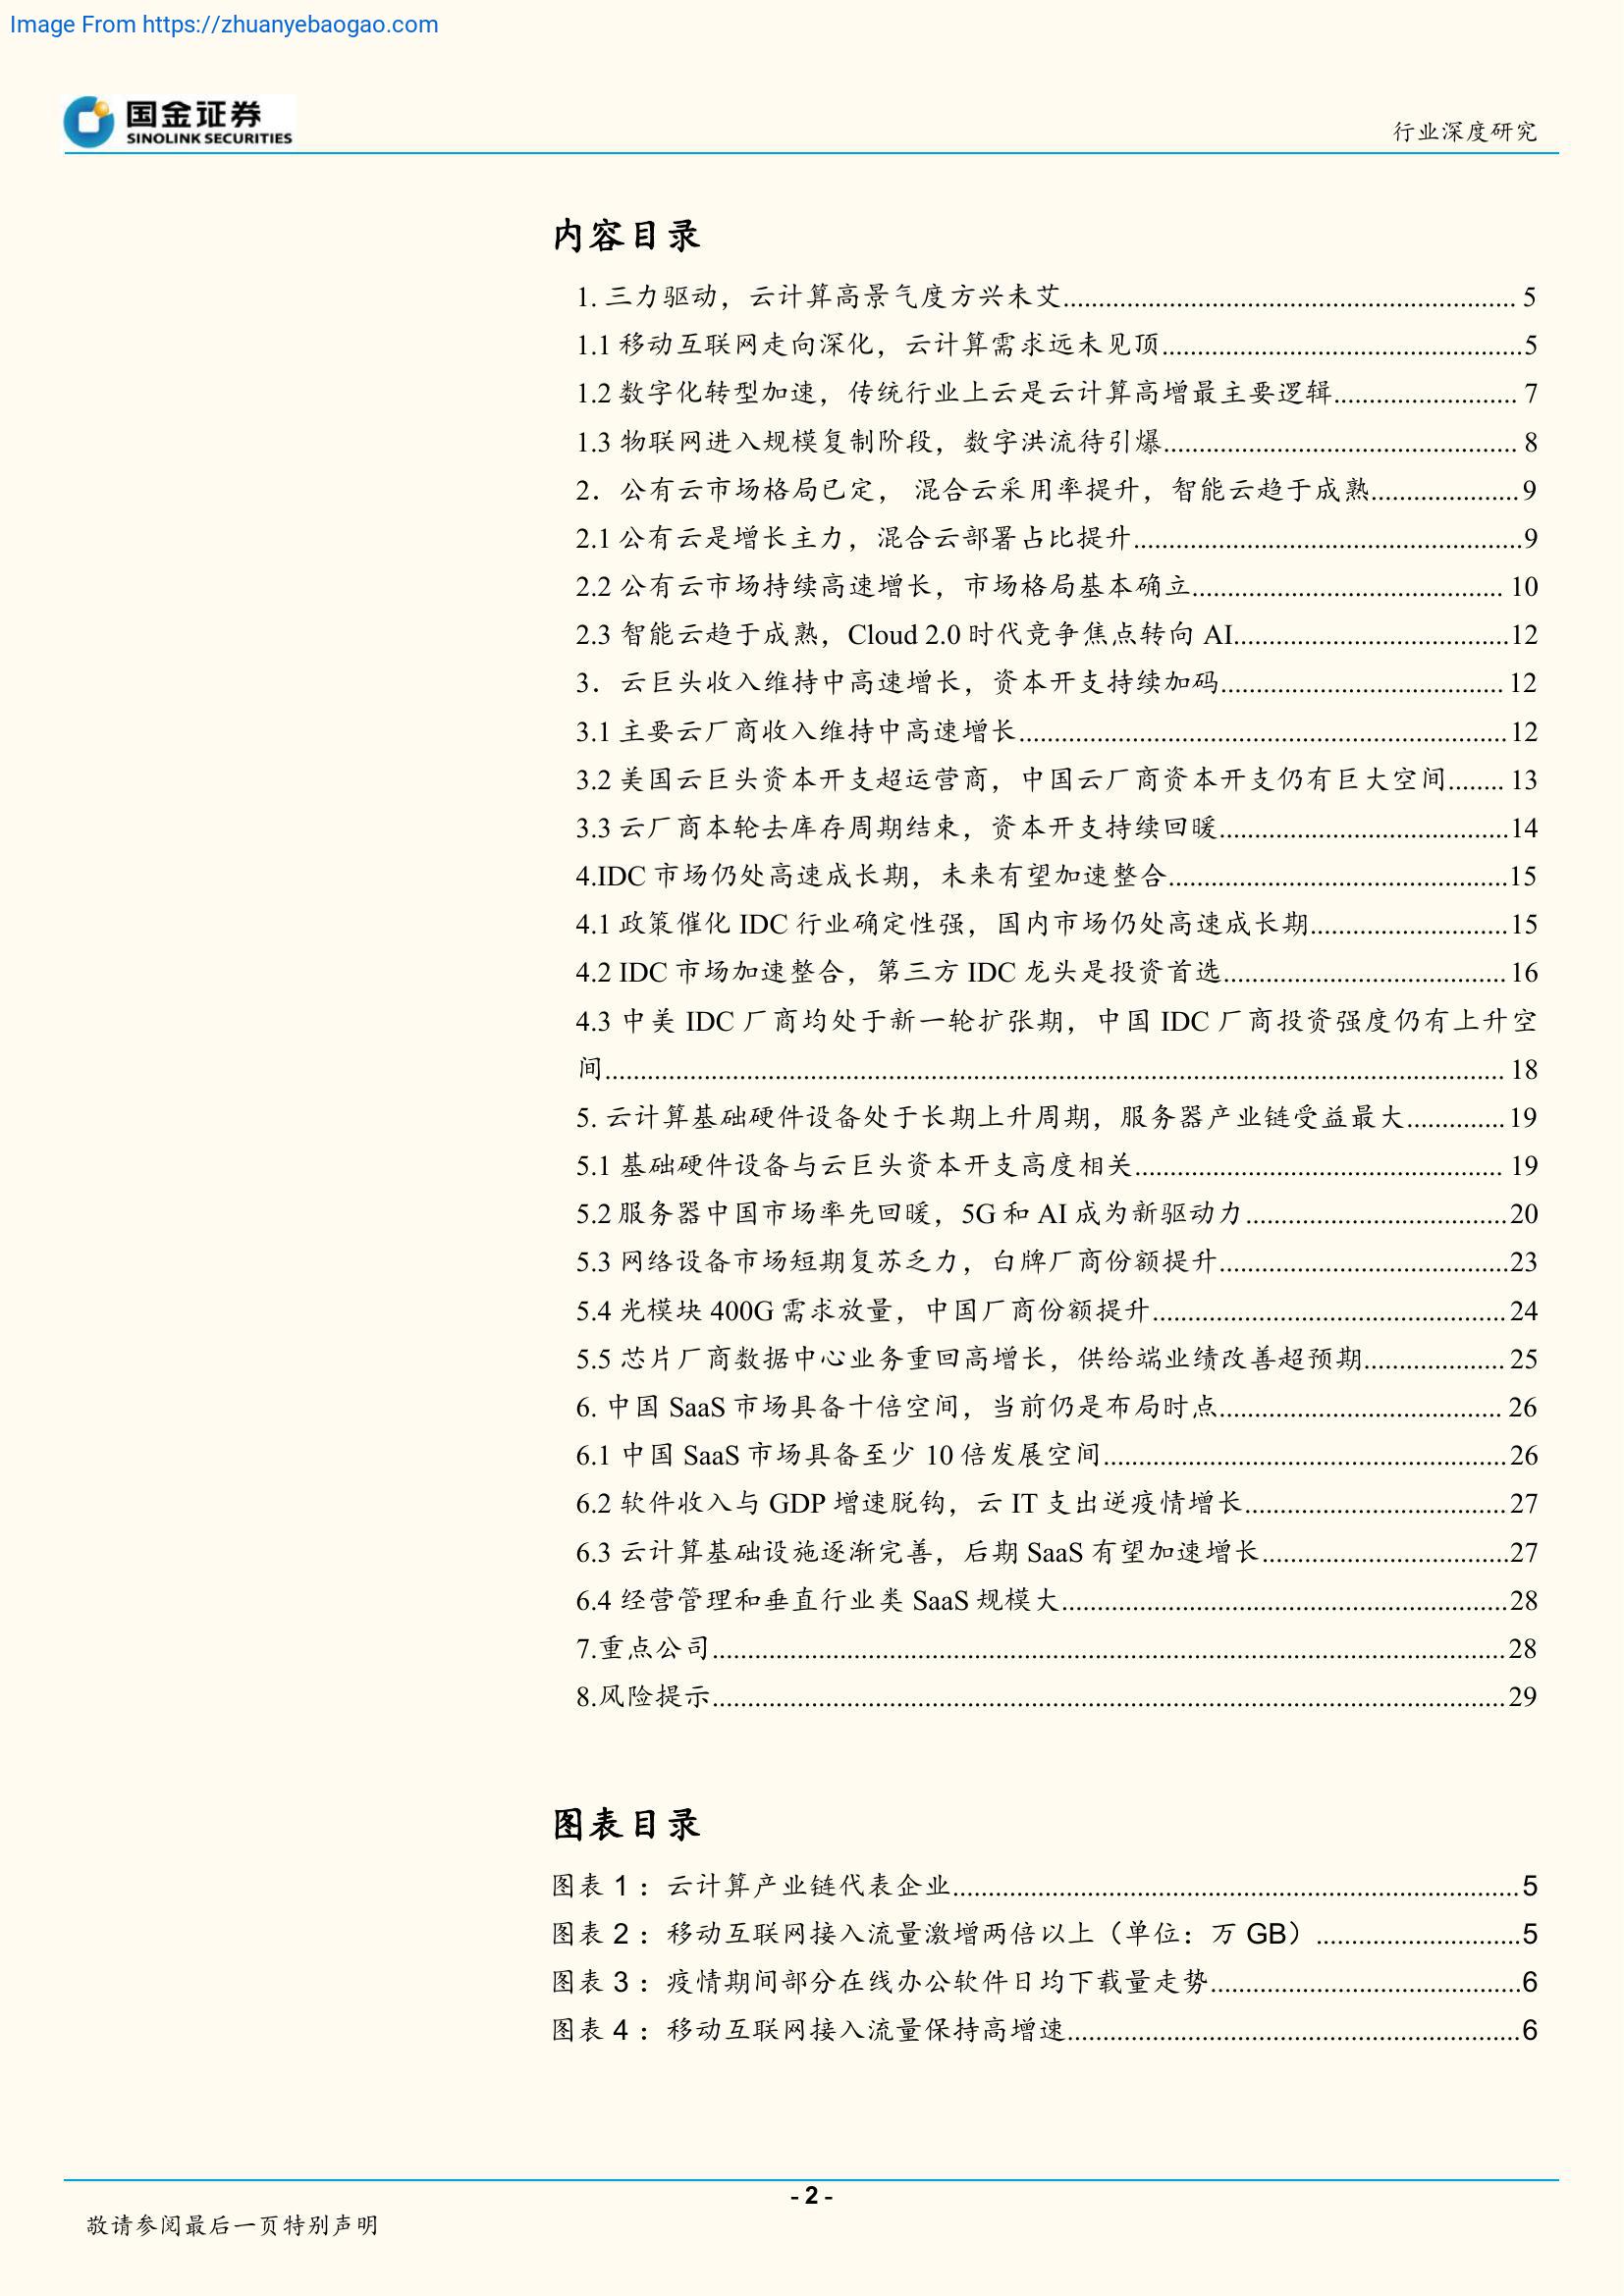 Image From https://zhuanyebaogao.com
国金证券
SINOLINK SECURITIES
行业深度研究
内容目录
1. 三力驱动，云计算高景气度方兴未艾................................................................ 5
1.1 移动互联网走向深化，云计算需求远未见顶...................................................5
1.2 数字化转型加速，传统行业上云是云计算高增最主要逻辑.......................... 7
1.3 物联网进入规模复制阶段，数字洪流待引爆.................................................. 8
2．公有云市场格局已定， 混合云采用率提升，智能云趋于成熟.....................9
2.1 公有云是增长主力，混合云部署占比提升.......................................................9
2.2 公有云市场持续高速增长，市场格局基本确立............................................ 10
2.3 智能云趋于成熟，Cloud 2.0 时代竞争焦点转向 AI.......................................12
3．云巨头收入维持中高速增长，资本开支持续加码........................................ 12
3.1 主要云厂商收入维持中高速增长.....................................................................12
3.2 美国云巨头资本开支超运营商，中国云厂商资本开支仍有巨大空间........ 13
3.3 云厂商本轮去库存周期结束，资本开支持续回暖.........................................14
4.IDC 市场仍处高速成长期，未来有望加速整合................................................15
4.1 政策催化 IDC 行业确定性强，国内市场仍处高速成长期............................15
4.2 IDC 市场加速整合，第三方 IDC 龙头是投资首选........................................ 16
4.3 中美 IDC 厂商均处于新一轮扩张期，中国 IDC 厂商投资强度仍有上升空
间............................................................................................................................... 18
5. 云计算基础硬件设备处于长期上升周期，服务器产业链受益最大..............19
5.1 基础硬件设备与云巨头资本开支高度相关.................................................... 19
5.2 服务器中国市场率先回暖，5G 和 AI 成为新驱动力.....................................20
5.3 网络设备市场短期复苏乏力，白牌厂商份额提升.........................................23
5.4 光模块 400G 需求放量，中国厂商份额提升..................................................24
5.5 芯片厂商数据中心业务重回高增长，供给端业绩改善超预期....................25
6. 中国 SaaS 市场具备十倍空间，当前仍是布局时点........................................ 26
6.1 中国 SaaS 市场具备至少 10 倍发展空间.........................................................26
6.2 软件收入与 GDP 增速脱钩，云 IT 支出逆疫情增长.....................................27
6.3 云计算基础设施逐渐完善，后期 SaaS 有望加速增长...................................27
6.4 经营管理和垂直行业类 SaaS 规模大...............................................................28
7.重点公司................................................................................................................28
8.风险提示................................................................................................................29
图表目录
图表 1： 云计算产业链代表企业................................................................................5
图表 2： 移动互联网接入流量激增两倍以上（单位：万 GB）.............................5
图表 3： 疫情期间部分在线办公软件日均下载量走势............................................6
图表 4： 移动互联网接入流量保持高增速................................................................6
- 2 -
敬请参阅最后一页特别声明